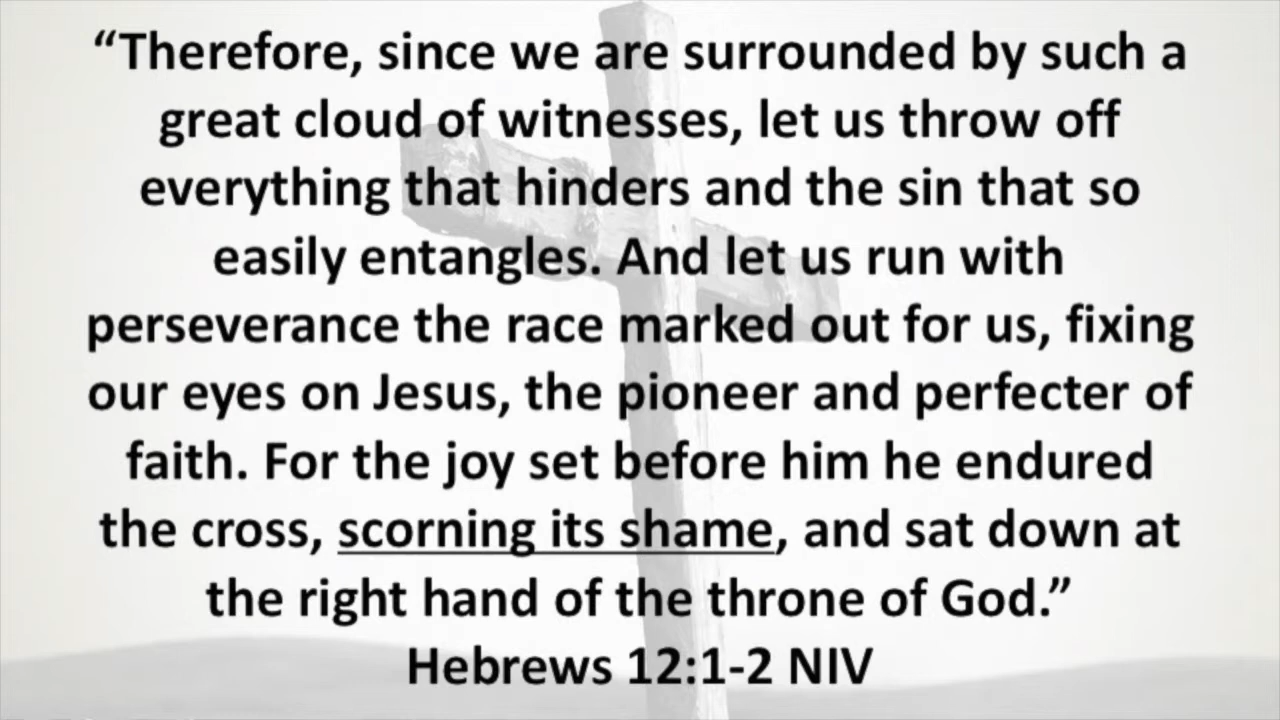 “Therefore, since we are surrounded by such a
great cloud of witnesses, let us throw off
everything that hinders and the sin that so
easily entangles. And let us run with
perseverance the race marked out for us, fixing
our eyes on Jesus, the pioneer and perfecter of
faith. For the joy set before him he endured
the cross, scorning its shame, and sat down at
the right hand of the throne of God.”
Hebrews 12:1-2 NIV